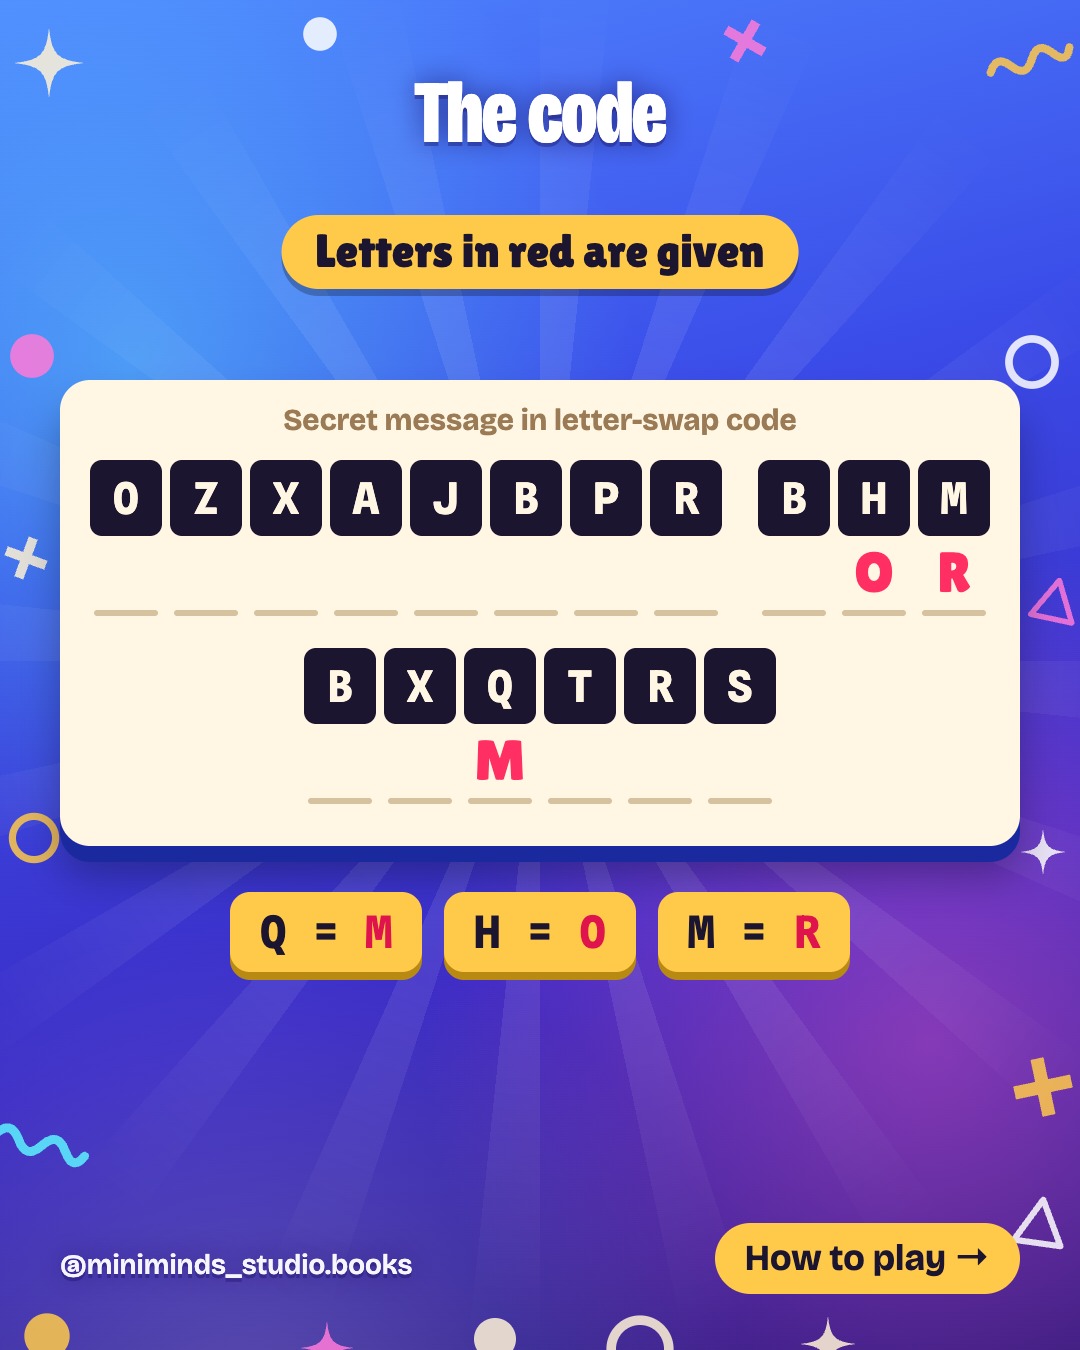 The code
Letters in red are given
Secret message in letter-swap code
O Z X A J B P R B H M
O R
B X Q T R S
M
Q = M H = O M = R
@miniminds_studio.books
How to play →